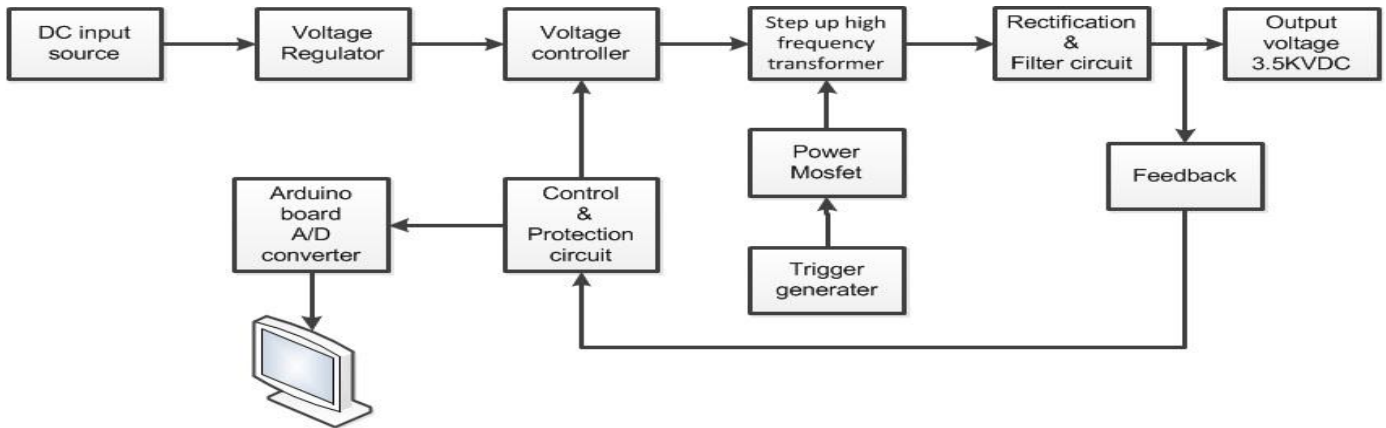 DC input
source
Voltage
Regulator
Voltage
controller
Step up high
frequency
transformer
Rectification
&
Filter circuit
Output
voltage
3.5KVDC
Power
Mosfet
Feedback
Arduino
board
A/D
converter
Control
&
Protection
circuit
Trigger
generater